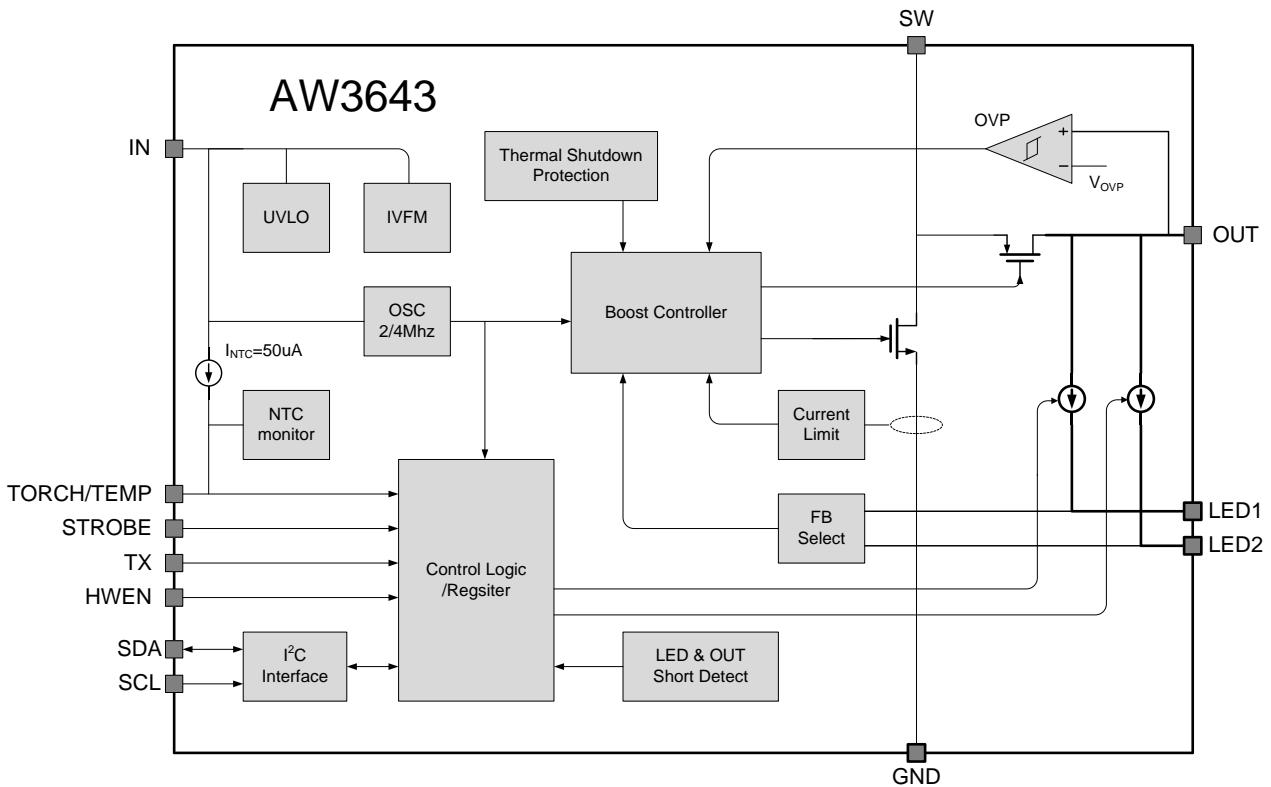 SW
AW3643
OVP
+
−
V_OVP
IN
Thermal Shutdown
Protection
UVLO
IVFM
OUT
OSC
2/4Mhz
Boost Controller
I_NTC=50uA
NTC
monitor
Current
Limit
TORCH/TEMP
STROBE
TX
HWEN
SDA
SCL
FB
Select
LED1
LED2
Control Logic
/Regsiter
I²C
Interface
LED & OUT
Short Detect
GND